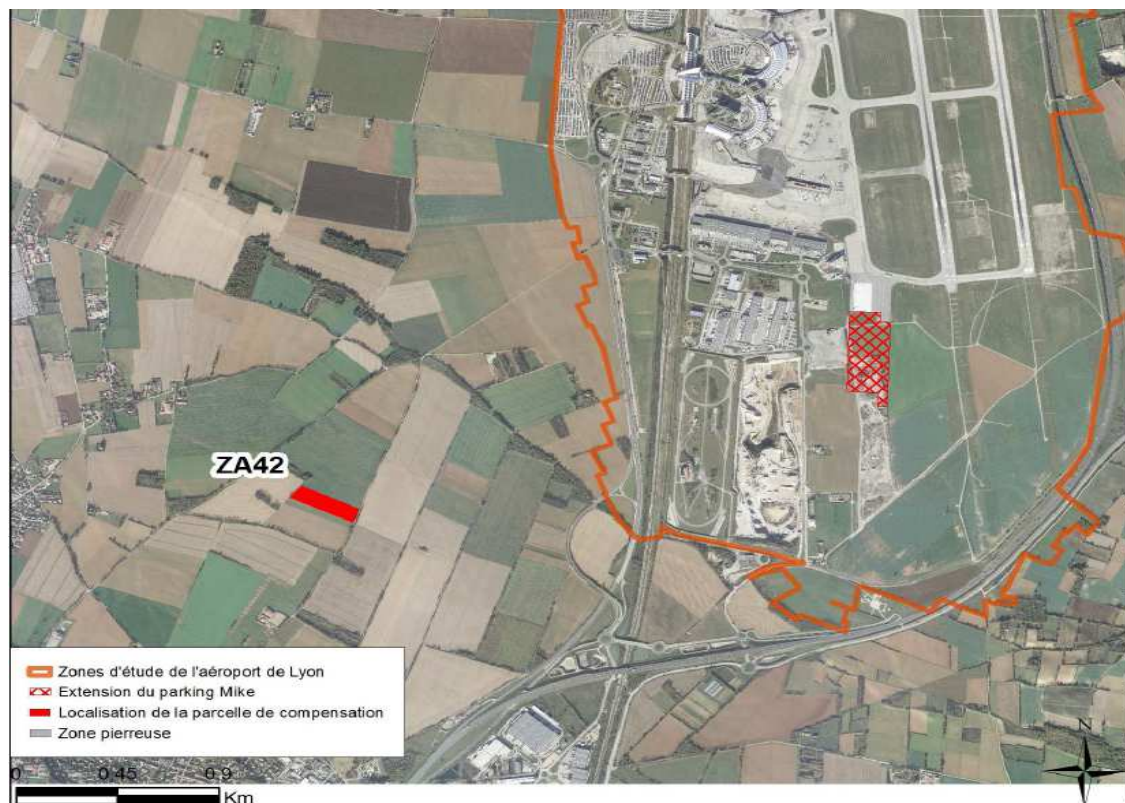 ZA42
Zones d'étude de l'aéroport de Lyon
Extension du parking Mike
Localisation de la parcelle de compensation
Zone pierreuse
N
0 0.45 0.9
Km